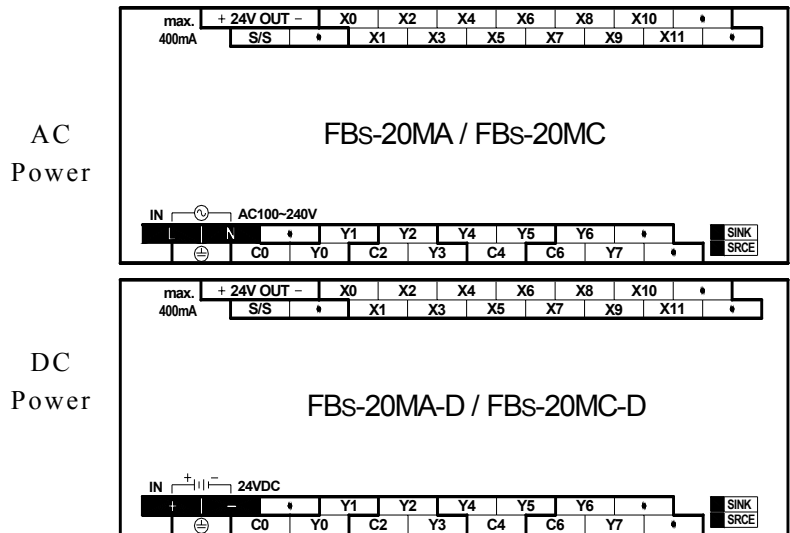 max. + 24V OUT − X0 X2 X4 X6 X8 X10 •
400mA S/S • X1 X3 X5 X7 X9 X11 •
AC
Power
FBs-20MA / FBs-20MC
IN AC100~240V
L N • Y1 Y2 Y4 Y5 Y6 • SINK
C0 Y0 C2 Y3 C4 C6 Y7 • SRCE
max. + 24V OUT − X0 X2 X4 X6 X8 X10 •
400mA S/S • X1 X3 X5 X7 X9 X11 •
DC
Power
FBs-20MA-D / FBs-20MC-D
IN + − 24VDC
+ − • Y1 Y2 Y4 Y5 Y6 • SINK
C0 Y0 C2 Y3 C4 C6 Y7 • SRCE